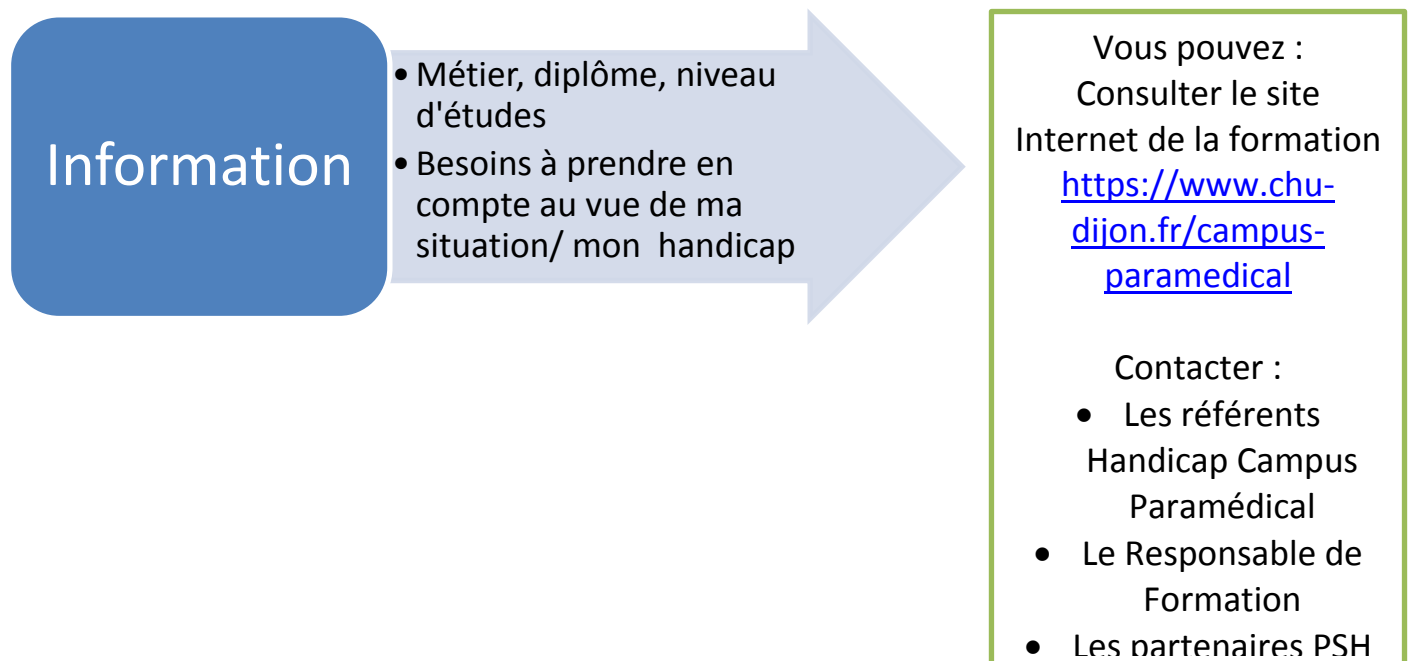 Information
• Métier, diplôme, niveau
d'études
• Besoins à prendre en
compte au vue de ma
situation/ mon  handicap
Vous pouvez :
Consulter le site
Internet de la formation
https://www.chu-
dijon.fr/campus-
paramedical
Contacter :
• Les référents
Handicap Campus
Paramédical
• Le Responsable de
Formation
• Les partenaires PSH